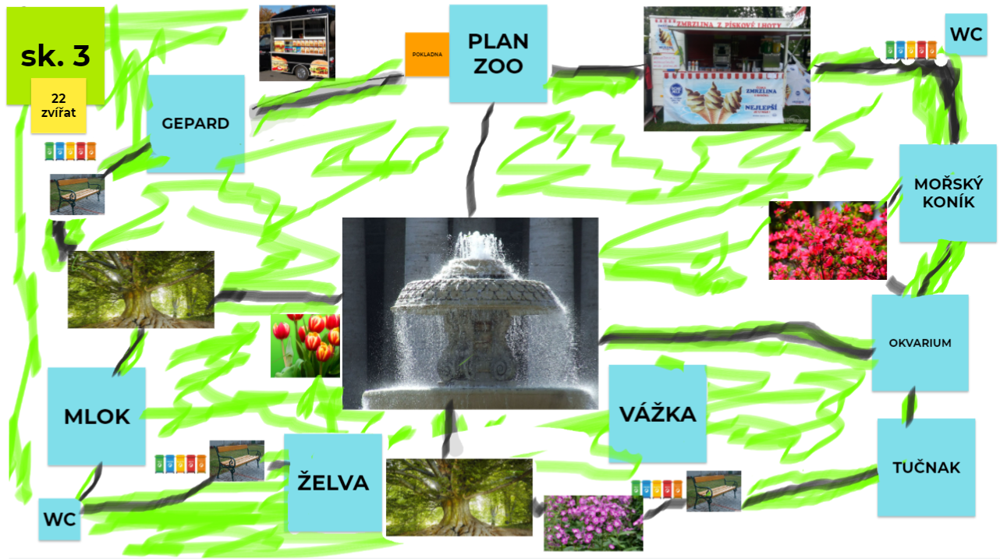 sk. 3
22
zvířat
POKLADNA
PLAN
ZOO
ZMRZLINA Z PÍSKOVÉ LHOTY
ZMRZLINA
NEJLEPŠÍ
WC
GEPARD
MOŘSKÝ
KONÍK
OKVARIUM
MLOK
VÁŽKA
ŽELVA
TUČNAK
WC